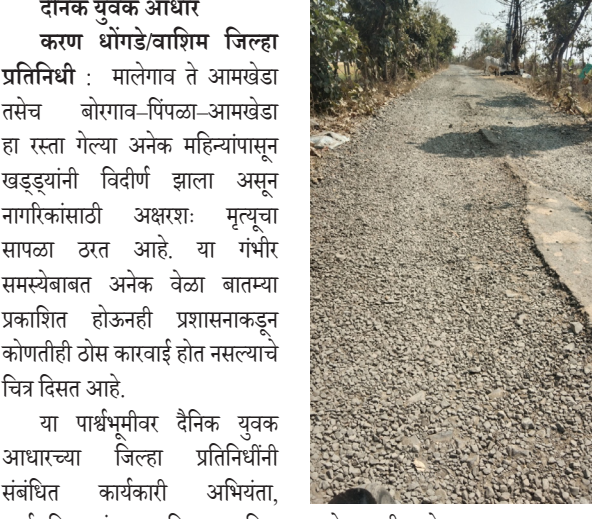 दैनिक युवक आधार
करण धोंगडे/वाशिम जिल्हा
प्रतिनिधी : मालेगाव ते आमखेडा
तसेच बोरगाव–पिंपळा–आमखेडा
हा रस्ता गेल्या अनेक महिन्यांपासून
खड्ड्यांनी विदीर्ण झाला असून
नागरिकांसाठी अक्षरशः मृत्यूचा
सापळा ठरत आहे. या गंभीर
समस्येबाबत अनेक वेळा बातम्या
प्रकाशित होऊनही प्रशासनाकडून
कोणतीही ठोस कारवाई होत नसल्याचे
चित्र दिसत आहे.
या पार्श्वभूमीवर दैनिक युवक
आधारच्या जिल्हा प्रतिनिधींनी
संबंधित कार्यकारी अभियंता,